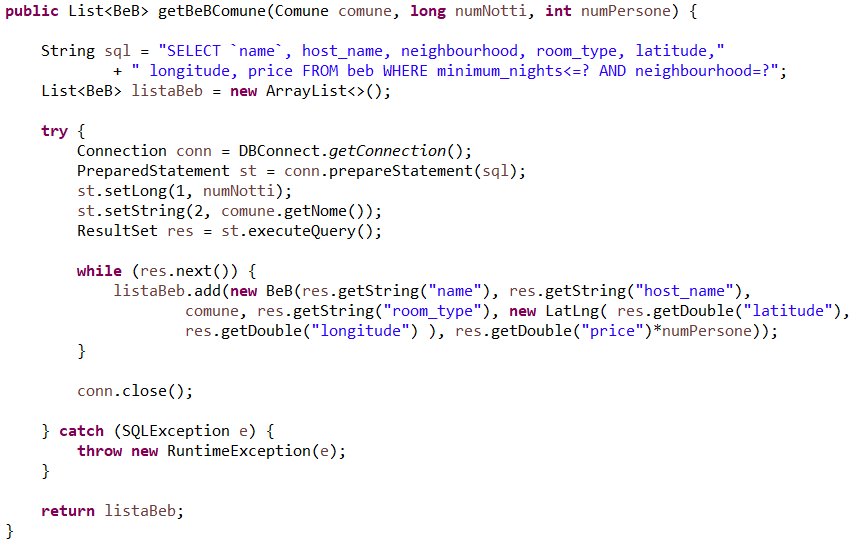 public List<BeB> getBeBComune(Comune comune, long numNotti, int numPersone) {
String sql = "SELECT `name`, host_name, neighbourhood, room_type, latitude,"
+ " longitude, price FROM beb WHERE minimum_nights<=? AND neighbourhood=?";
List<BeB> listaBeb = new ArrayList<>();
try {
Connection conn = DBConnect.getConnection();
PreparedStatement st = conn.prepareStatement(sql);
st.setLong(1, numNotti);
st.setString(2, comune.getNome());
ResultSet res = st.executeQuery();
while (res.next()) {
listaBeb.add(new BeB(res.getString("name"), res.getString("host_name"),
comune, res.getString("room_type"), new LatLng( res.getDouble("latitude"),
res.getDouble("longitude") ), res.getDouble("price")*numPersone));
}
conn.close();
} catch (SQLException e) {
throw new RuntimeException(e);
}
return listaBeb;
}